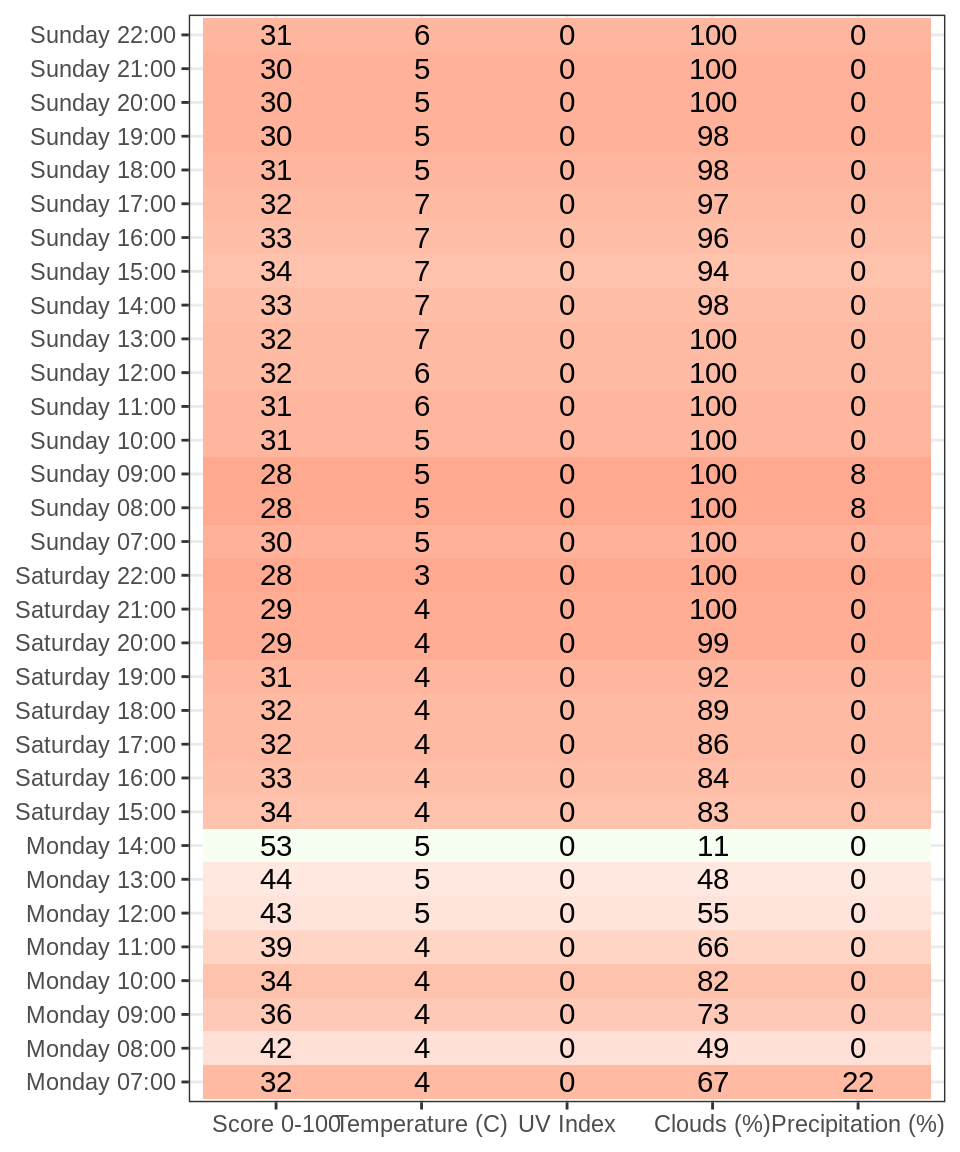 Sunday 22:00 31 6 0 100 0
Sunday 21:00 30 5 0 100 0
Sunday 20:00 30 5 0 100 0
Sunday 19:00 30 5 0 98 0
Sunday 18:00 31 5 0 98 0
Sunday 17:00 32 7 0 97 0
Sunday 16:00 33 7 0 96 0
Sunday 15:00 34 7 0 94 0
Sunday 14:00 33 7 0 98 0
Sunday 13:00 32 7 0 100 0
Sunday 12:00 32 6 0 100 0
Sunday 11:00 31 6 0 100 0
Sunday 10:00 31 5 0 100 0
Sunday 09:00 28 5 0 100 8
Sunday 08:00 28 5 0 100 8
Sunday 07:00 30 5 0 100 0
Saturday 22:00 28 3 0 100 0
Saturday 21:00 29 4 0 100 0
Saturday 20:00 29 4 0 99 0
Saturday 19:00 31 4 0 92 0
Saturday 18:00 32 4 0 89 0
Saturday 17:00 32 4 0 86 0
Saturday 16:00 33 4 0 84 0
Saturday 15:00 34 4 0 83 0
Monday 14:00 53 5 0 11 0
Monday 13:00 44 5 0 48 0
Monday 12:00 43 5 0 55 0
Monday 11:00 39 4 0 66 0
Monday 10:00 34 4 0 82 0
Monday 09:00 36 4 0 73 0
Monday 08:00 42 4 0 49 0
Monday 07:00 32 4 0 67 22
Score 0-100 Temperature (C) UV Index Clouds (%) Precipitation (%)